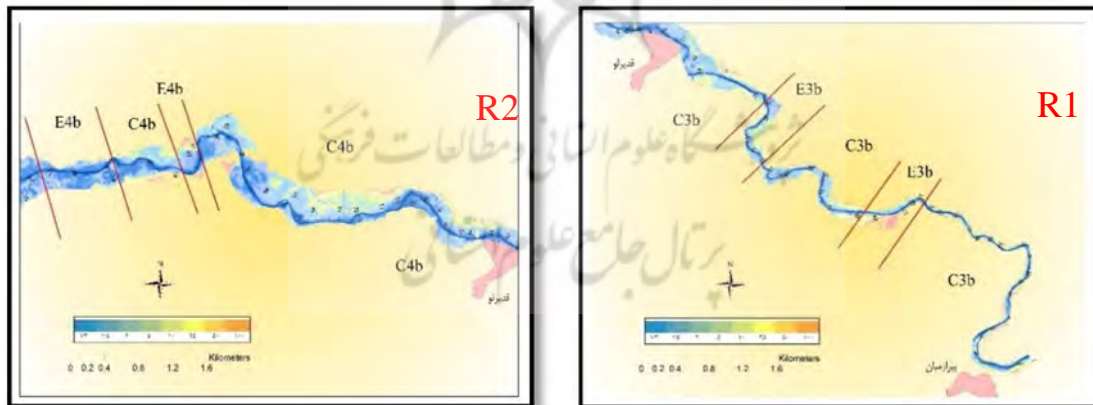 E4b
E4b
C4b
R2
C4b
C4b
N
قدیرلو
Kilometers
0 0.2 0.4 0.8 1.2 1.6
قدیرلو
E3b
R1
C3b
C3b
E3b
C3b
N
Kilometers
0 0.2 0.4 0.8 1.2 1.6
پژوهشگاه علوم انسانی و مطالعات فرهنگی
پرتال جامع علوم انسانی